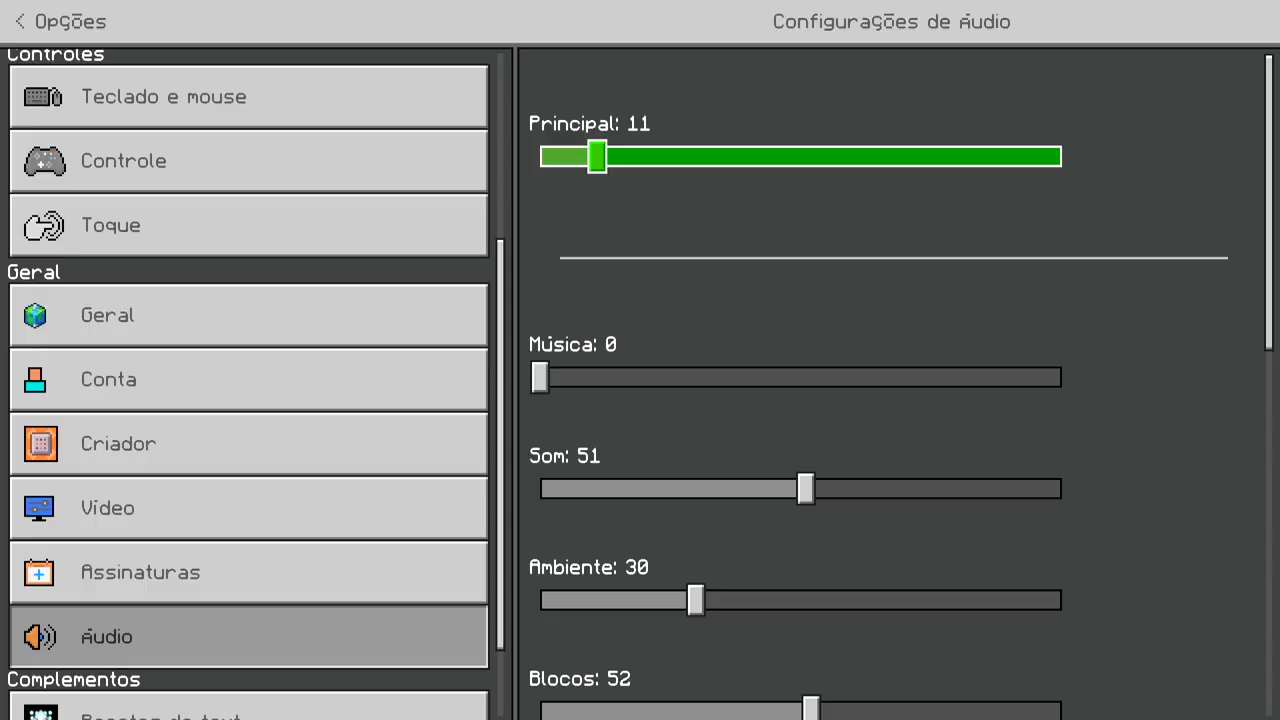 Opções
Configurações de Áudio
Controles
Teclado e mouse
Controle
Toque
Geral
Geral
Conta
Criador
Vídeo
Assinaturas
Áudio
Complementos
Principal: 11
Música: 0
Som: 51
Ambiente: 30
Blocos: 52